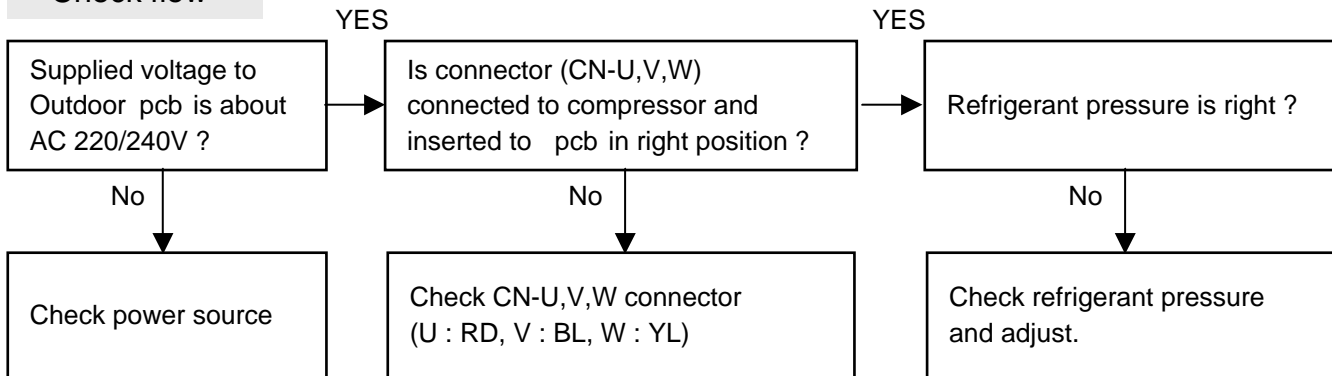 YES
YES
Supplied voltage to
Outdoor pcb is about
AC 220/240V ?
Is connector (CN-U,V,W)
connected to compressor and
inserted to pcb in right position ?
Refrigerant pressure is right ?
No
No
No
Check power source
Check CN-U,V,W connector
(U : RD, V : BL, W : YL)
Check refrigerant pressure
and adjust.